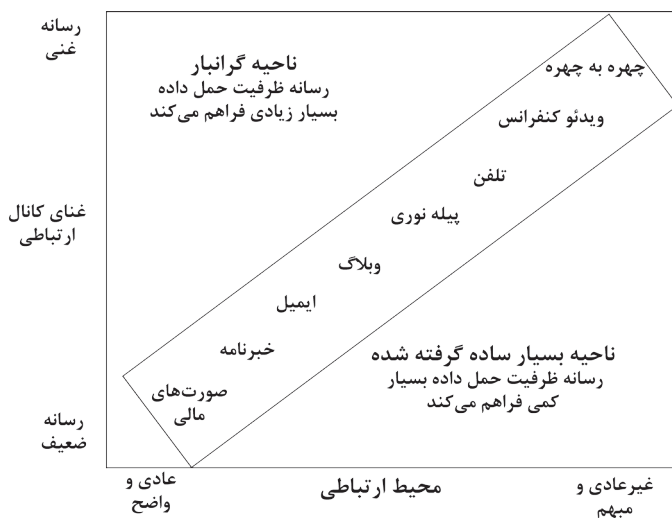 رسانه
غنی
ناحیه گرانبار
رسانه ظرفیت حمل داده
بسیار زیادی فراهم می‌کند
چهره به چهره
ویدئو کنفرانس
تلفن
پیله نوری
وبلاگ
ایمیل
خبرنامه
صورت‌های
مالی
غنای کانال
ارتباطی
ناحیه بسیار ساده گرفته شده
رسانه ظرفیت حمل داده بسیار
کمی فراهم می‌کند
رسانه
ضعیف
عادی و
واضح
محیط ارتباطی
غیرعادی و
مبهم